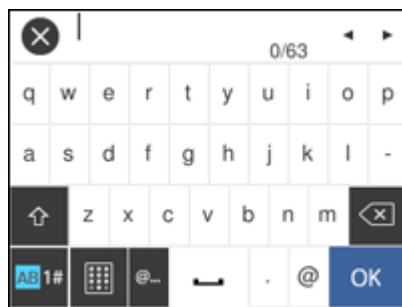 0/63
q w e r t y u i o p
a s d f g h j k l -
z x c v b n m
AB 1# @... . @ OK